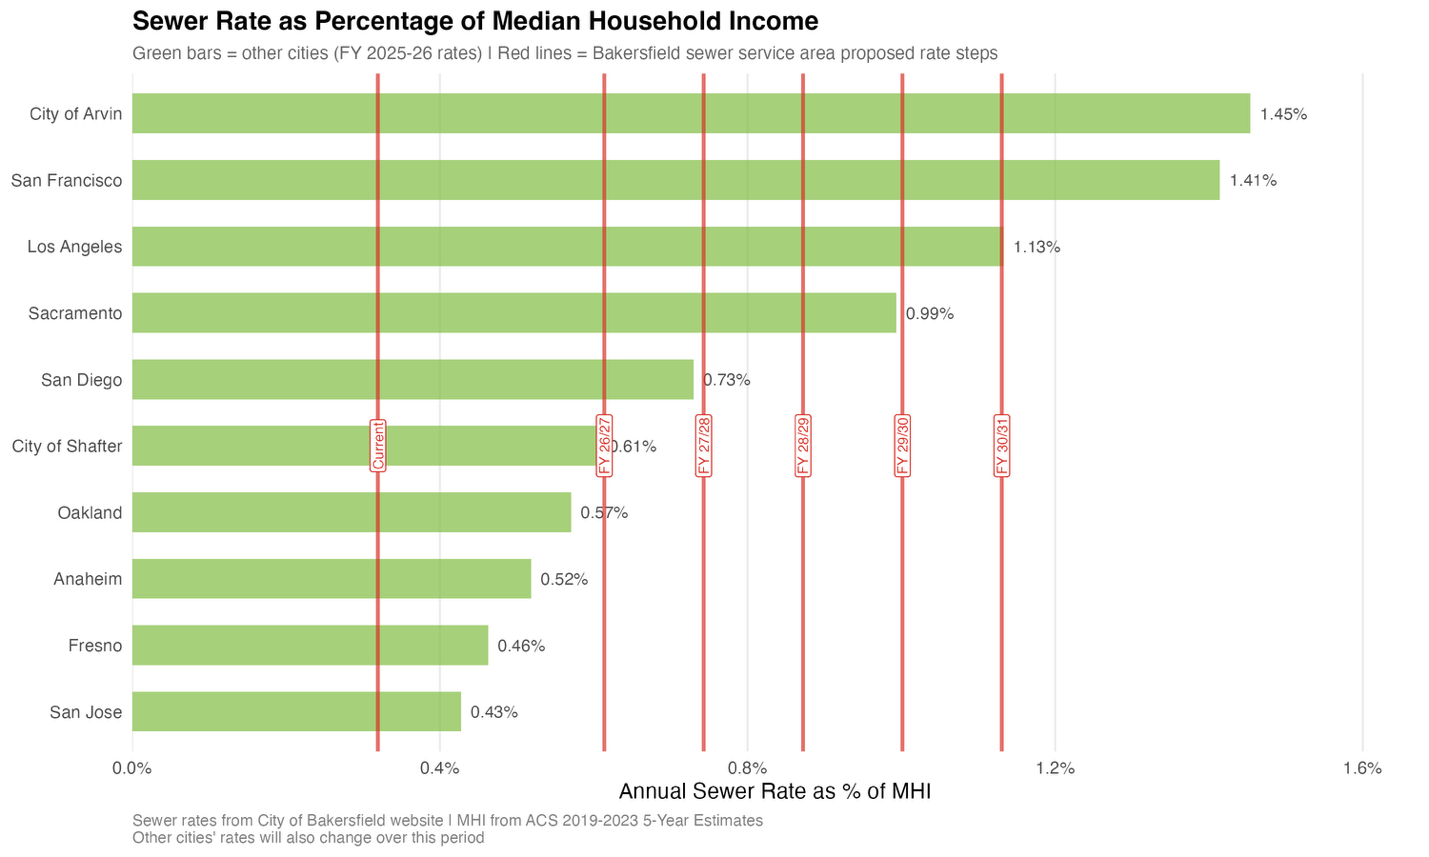 Sewer Rate as Percentage of Median Household Income
Green bars = other cities (FY 2025-26 rates) | Red lines = Bakersfield sewer service area proposed rate steps
City of Arvin 1.45%
San Francisco 1.41%
Los Angeles 1.13%
Sacramento 0.99%
San Diego 0.73%
City of Shafter Current FY 26/27 0.61% FY 27/28 FY 28/29 FY 29/30 FY 30/31
Oakland 0.57%
Anaheim 0.52%
Fresno 0.46%
San Jose 0.43%
0.0% 0.4% 0.8% 1.2% 1.6%
Annual Sewer Rate as % of MHI
Sewer rates from City of Bakersfield website | MHI from ACS 2019-2023 5-Year Estimates
Other cities' rates will also change over this period